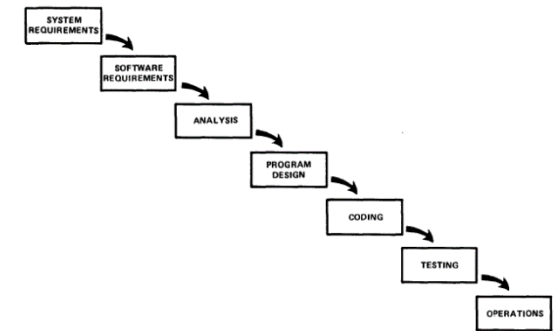 SYSTEM
REQUIREMENTS
SOFTWARE
REQUIREMENTS
ANALYSIS
PROGRAM
DESIGN
CODING
TESTING
OPERATIONS